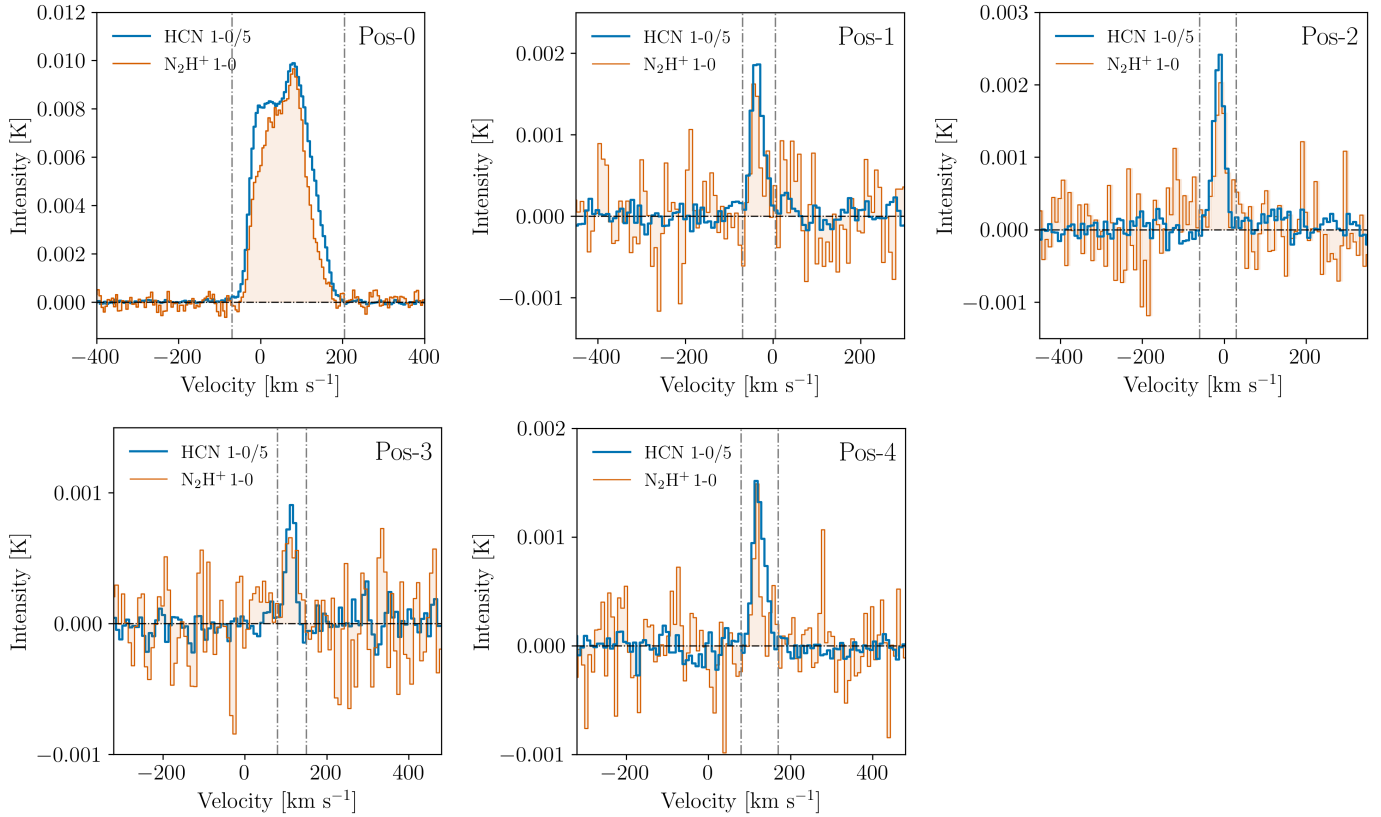 0.012
0.010
0.008
0.006
0.004
0.002
0.000
Intensity [K]
HCN 1-0/5
N₂H⁺ 1-0
Pos-0
−400 −200 0 200 400
Velocity [km s⁻¹]
0.002
0.001
0.000
−0.001
Intensity [K]
HCN 1-0/5
N₂H⁺ 1-0
Pos-1
−400 −200 0 200
Velocity [km s⁻¹]
0.003
0.002
0.001
0.000
−0.001
Intensity [K]
HCN 1-0/5
N₂H⁺ 1-0
Pos-2
−400 −200 0 200
Velocity [km s⁻¹]
0.001
0.000
−0.001
Intensity [K]
HCN 1-0/5
N₂H⁺ 1-0
Pos-3
−200 0 200 400
Velocity [km s⁻¹]
0.002
0.001
0.000
−0.001
Intensity [K]
HCN 1-0/5
N₂H⁺ 1-0
Pos-4
−200 0 200 400
Velocity [km s⁻¹]